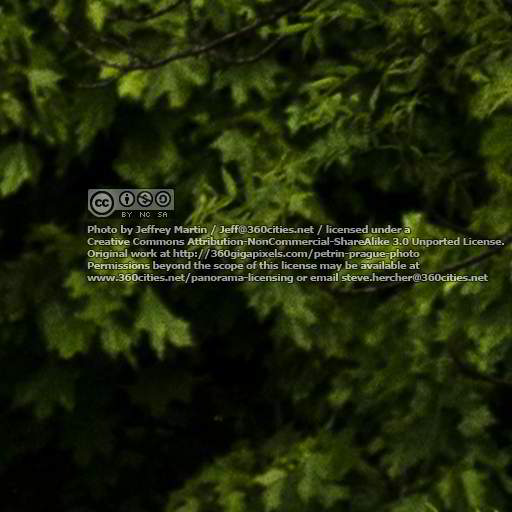 cc
BY NC SA
Photo by Jeffrey Martin / Jeff@360cities.net / licensed under a
Creative Commons Attribution-NonCommercial-ShareAlike 3.0 Unported License.
Original work at http://360gigapixels.com/petrin-prague-photo
Permissions beyond the scope of this license may be available at
www.360cities.net/panorama-licensing or email steve.hercher@360cities.net